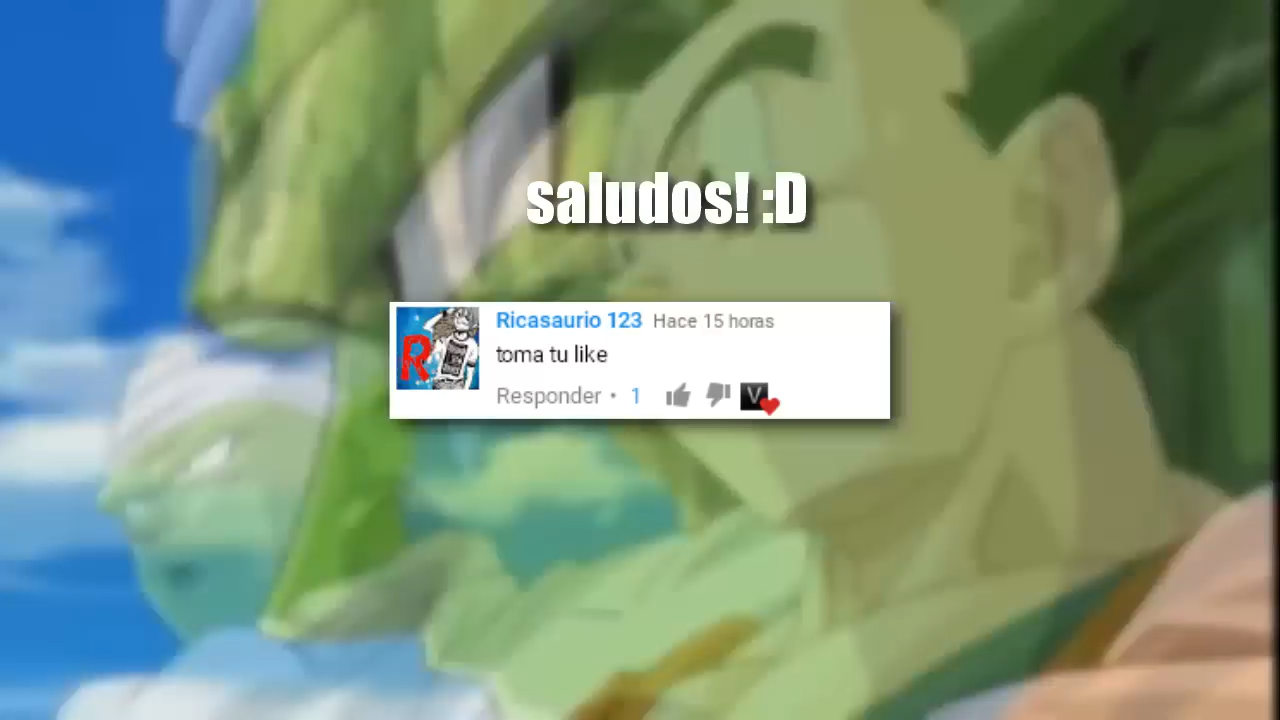 saludos! :D
Ricasaurio 123 Hace 15 horas
toma tu like
Responder · 1
R
V